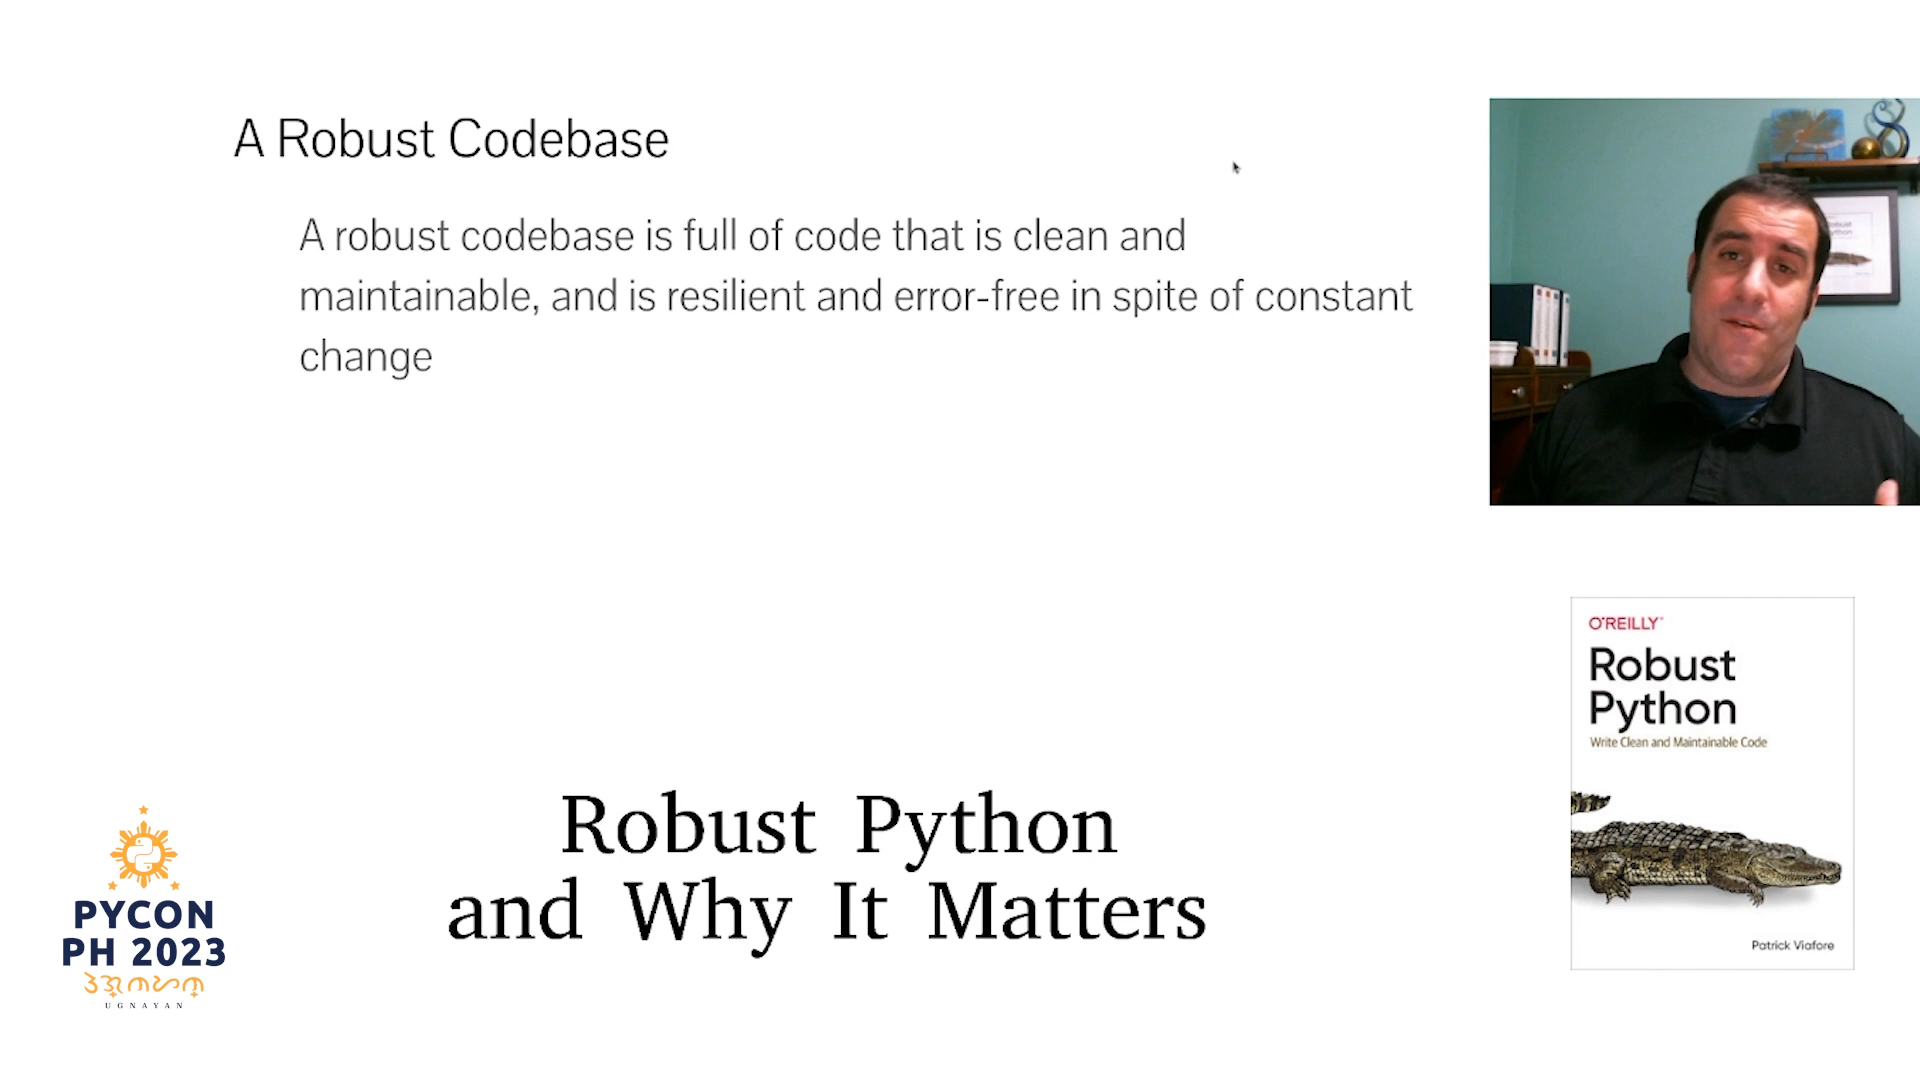 A Robust Codebase
A robust codebase is full of code that is clean and
maintainable, and is resilient and error-free in spite of constant
change
O'REILLY®
Robust
Python
Write Clean and Maintainable Code
Patrick Viafore
Robust Python
and Why It Matters
PYCON
PH 2023
UGNAYAN